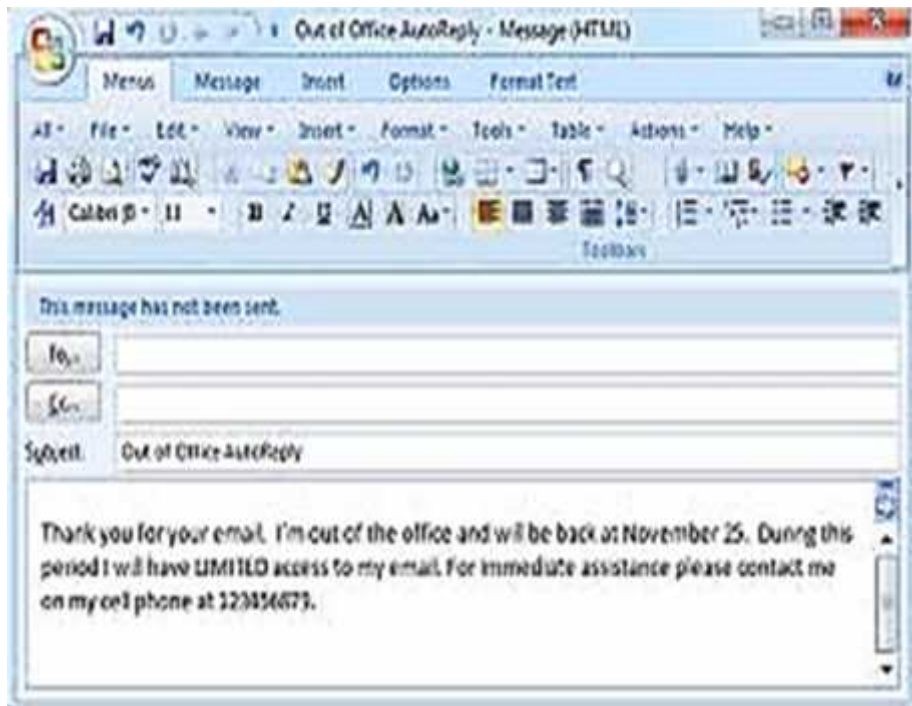 Out of Office AutoReply - Message (HTML)
Menus Message Insert Options Format Text
All File Edit View Insert Format Tools Table Actions Help
Calibri (B 11 B I U A A Aa
Toolbars
This message has not been sent.
To...
Cc...
Subject: Out of Office AutoReply
Thank you for your email. I'm out of the office and will be back at November 25. During this
period I will have LIMITED access to my email. For immediate assistance please contact me
on my cell phone at